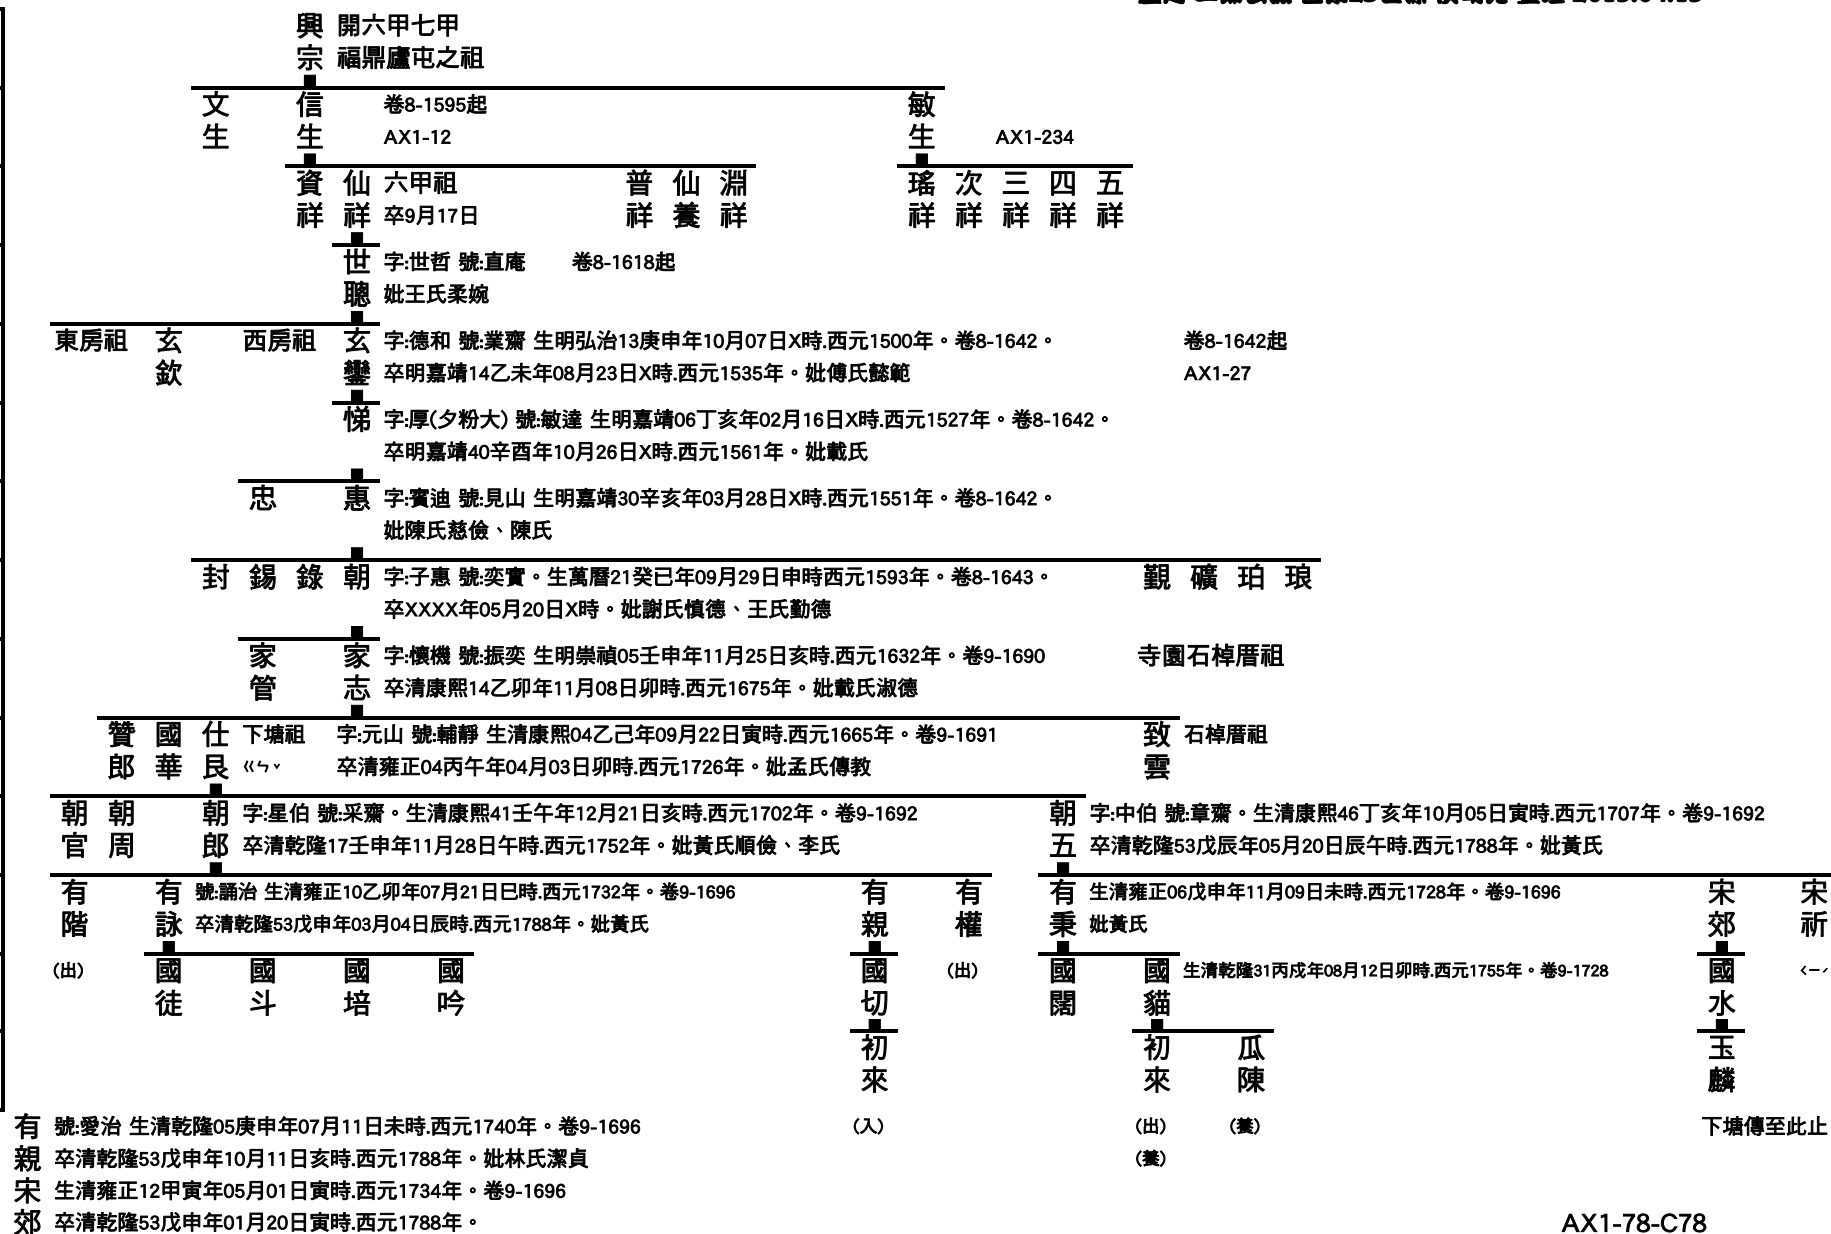 興宗 開六甲七甲
福鼎廬屯之祖
文生 信生 卷8-1595起 敏生
AX1-12 AX1-234
資祥 仙祥 六甲祖 普祥 仙養 淵祥 瑤祥 次祥 三祥 四祥 五祥
卒9月17日
世聰 字:世哲 號:直庵 卷8-1618起
妣王氏柔婉
東房祖 玄欽 西房祖 玄鑾 字:德和 號:業齋 生明弘治13庚申年10月07日X時.西元1500年。卷8-1642。 卷8-1642起
卒明嘉靖14乙未年08月23日X時.西元1535年。妣傅氏懿範 AX1-27
悌 字:厚(夕粉大) 號:敏達 生明嘉靖06丁亥年02月16日X時.西元1527年。卷8-1642。
卒明嘉靖40辛酉年10月26日X時.西元1561年。妣載氏
忠 惠 字:賓迪 號:見山 生明嘉靖30辛亥年03月28日X時.西元1551年。卷8-1642。
妣陳氏慈儉、陳氏
封 錫 錄 朝 字:子惠 號:奕實。生萬曆21癸已年09月29日申時西元1593年。卷8-1643。 觀 礦 珀 琅
卒XXXX年05月20日X時。妣謝氏慎德、王氏勤德
家管 家志 字:懷機 號:振奕 生明崇禎05壬申年11月25日亥時.西元1632年。卷9-1690 寺園石棹厝祖
卒清康熙14乙卯年11月08日卯時.西元1675年。妣載氏淑德
贊郎 國華 仕艮 下塘祖 字:元山 號:輔靜 生清康熙04乙己年09月22日寅時.西元1665年。卷9-1691 致雲 石棹厝祖
ㄍㄣˇ 卒清雍正04丙午年04月03日卯時.西元1726年。妣孟氏傳教
朝官 朝周 朝郎 字:星伯 號:采齋。生清康熙41壬午年12月21日亥時.西元1702年。卷9-1692 朝五 字:中伯 號:章齋。生清康熙46丁亥年10月05日寅時.西元1707年。卷9-1692
卒清乾隆17壬申年11月28日午時.西元1752年。妣黃氏順儉、李氏 卒清乾隆53戊辰年05月20日辰午時.西元1788年。妣黃氏
有階 有詠 號:誦治 生清雍正10乙卯年07月21日巳時.西元1732年。卷9-1696 有親 有權 有秉 生清雍正06戊申年11月09日未時.西元1728年。卷9-1696 宋郊 宋祈
卒清乾隆53戊申年03月04日辰時.西元1788年。妣黃氏 妣黃氏
(出) 國徒 國斗 國培 國吟 國切 (出) 國闊 國貓 生清乾隆31丙戌年08月12日卯時.西元1755年。卷9-1728 國水 ㄑㄧˊ
初來 初來 瓜陳 玉麟
有親 號:愛治 生清乾隆05庚申年07月11日未時.西元1740年。卷9-1696 (入) (出) (養) 下塘傳至此止
卒清乾隆53戊申年10月11日亥時.西元1788年。妣林氏潔貞 (養)
宋郊 生清雍正12甲寅年05月01日寅時.西元1734年。卷9-1696
卒清乾隆53戊申年01月20日寅時.西元1788年。 AX1-78-C78